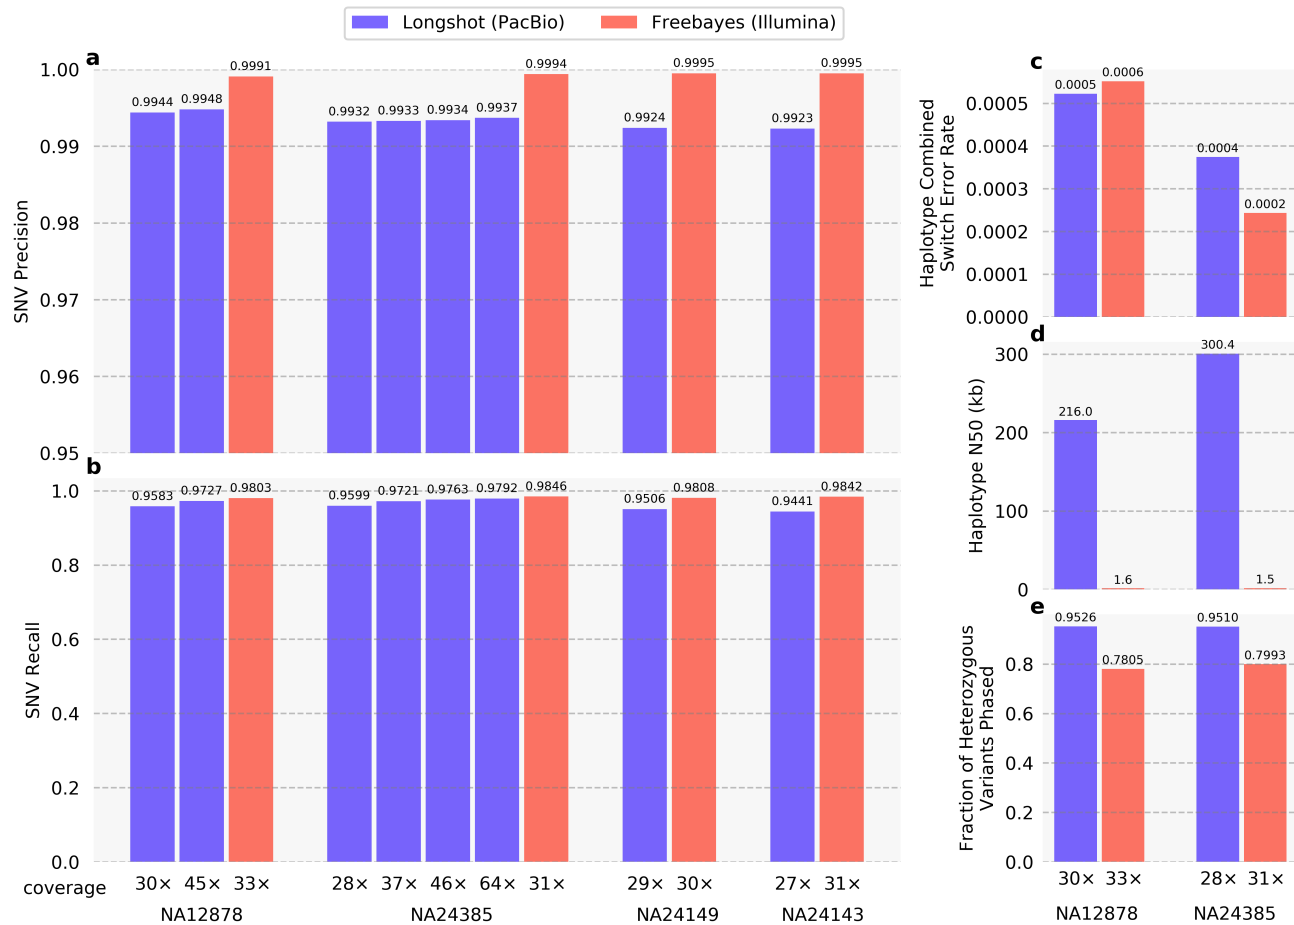 Longshot (PacBio) Freebayes (Illumina)
a
SNV Precision
1.00
0.99
0.98
0.97
0.96
0.95
0.9944 0.9948 0.9991
0.9932 0.9933 0.9934 0.9937 0.9994
0.9924 0.9995
0.9923 0.9995
b
SNV Recall
1.0
0.8
0.6
0.4
0.2
0.0
0.9583 0.9727 0.9803
0.9599 0.9721 0.9763 0.9792 0.9846
0.9506 0.9808
0.9441 0.9842
coverage 30× 45× 33× 28× 37× 46× 64× 31× 29× 30× 27× 31×
NA12878 NA24385 NA24149 NA24143
c
Haplotype Combined
Switch Error Rate
0.0005
0.0004
0.0003
0.0002
0.0001
0.0000
0.0005 0.0006
0.0004 0.0002
d
Haplotype N50 (kb)
300
200
100
0
216.0 1.6
300.4 1.5
e
Fraction of Heterozygous
Variants Phased
0.8
0.6
0.4
0.2
0.0
0.9526 0.7805
0.9510 0.7993
30× 33× 28× 31×
NA12878 NA24385